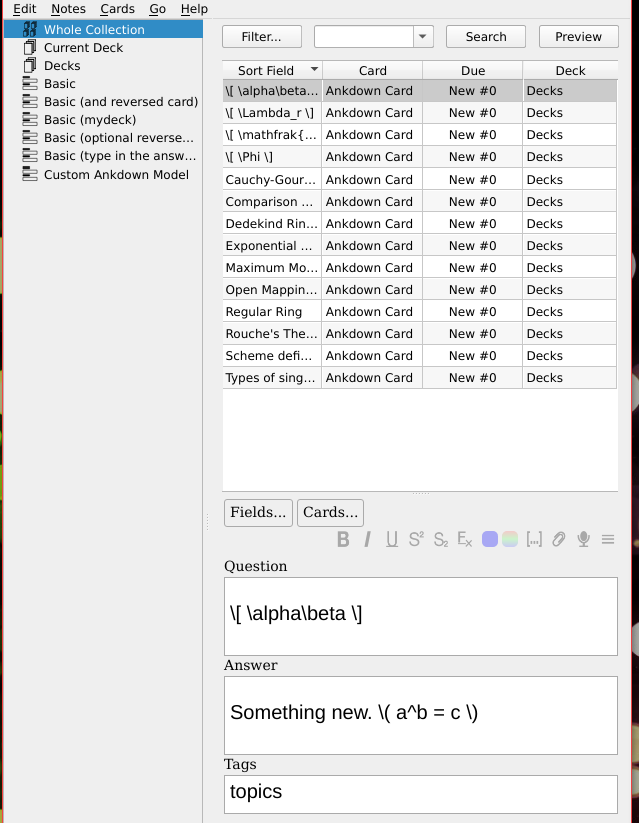 Edit Notes Cards Go Help
Whole Collection
Current Deck
Decks
Basic
Basic (and reversed card)
Basic (mydeck)
Basic (optional reverse...
Basic (type in the answ...
Custom Ankdown Model
Filter... Search Preview
Sort Field Card Due Deck
\[ \alpha\beta... Ankdown Card New #0 Decks
\[ \Lambda_r \] Ankdown Card New #0 Decks
\[ \mathfrak{... Ankdown Card New #0 Decks
\[ \Phi \] Ankdown Card New #0 Decks
Cauchy-Gour... Ankdown Card New #0 Decks
Comparison ... Ankdown Card New #0 Decks
Dedekind Rin... Ankdown Card New #0 Decks
Exponential ... Ankdown Card New #0 Decks
Maximum Mo... Ankdown Card New #0 Decks
Open Mappin... Ankdown Card New #0 Decks
Regular Ring Ankdown Card New #0 Decks
Rouche's The... Ankdown Card New #0 Decks
Scheme defi... Ankdown Card New #0 Decks
Types of sing... Ankdown Card New #0 Decks
Fields... Cards...
B I U S² S₂ Eₓ [...]
Question
\[ \alpha\beta \]
Answer
Something new. \( a^b = c \)
Tags
topics